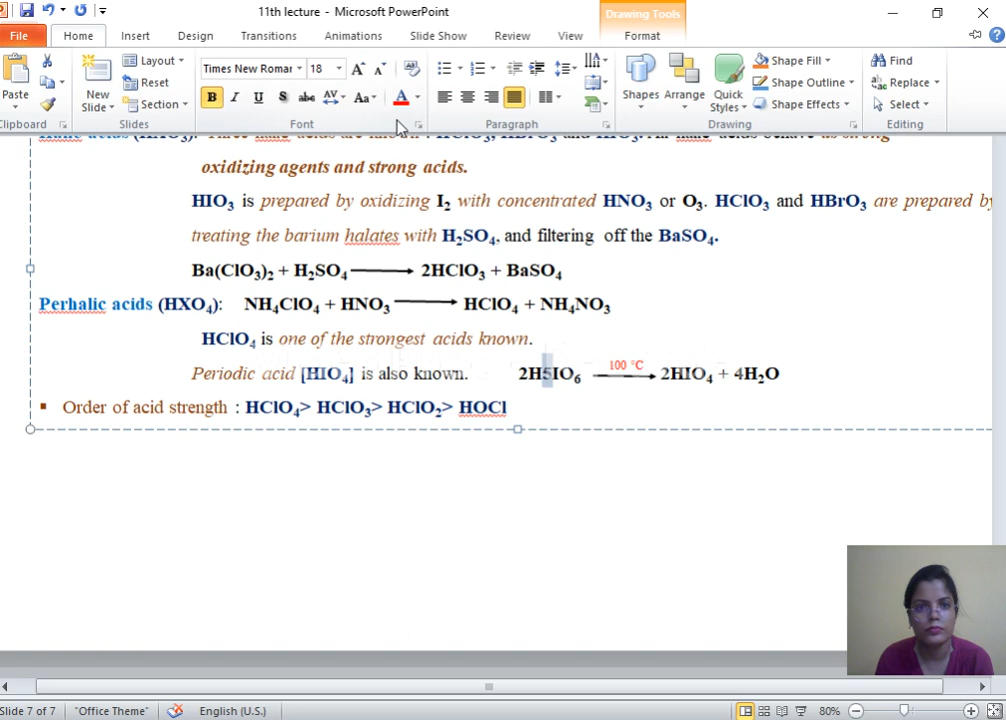 11th lecture - Microsoft PowerPoint
Drawing Tools
File Home Insert Design Transitions Animations Slide Show Review View Format
Paste
Clipboard
New Slide
Layout
Reset
Section
Slides
Times New Romar 18
B I U S abc AV Aa A
Font
Paragraph
Shapes Arrange Quick Styles
Shape Fill
Shape Outline
Shape Effects
Drawing
Find
Replace
Select
Editing
oxidizing agents and strong acids.
HIO₃ is prepared by oxidizing I₂ with concentrated HNO₃ or O₃. HClO₃ and HBrO₃ are prepared by
treating the barium halates with H₂SO₄, and filtering off the BaSO₄.
Ba(ClO₃)₂ + H₂SO₄ ⟶ 2HClO₃ + BaSO₄
Perhalic acids (HXO₄): NH₄ClO₄ + HNO₃ ⟶ HClO₄ + NH₄NO₃
HClO₄ is one of the strongest acids known.
Periodic acid [HIO₄] is also known. 2H5IO₆ 100 °C ⟶ 2HIO₄ + 4H₂O
▪ Order of acid strength : HClO₄> HClO₃> HClO₂> HOCl
Slide 7 of 7 "Office Theme" English (U.S.) 80%